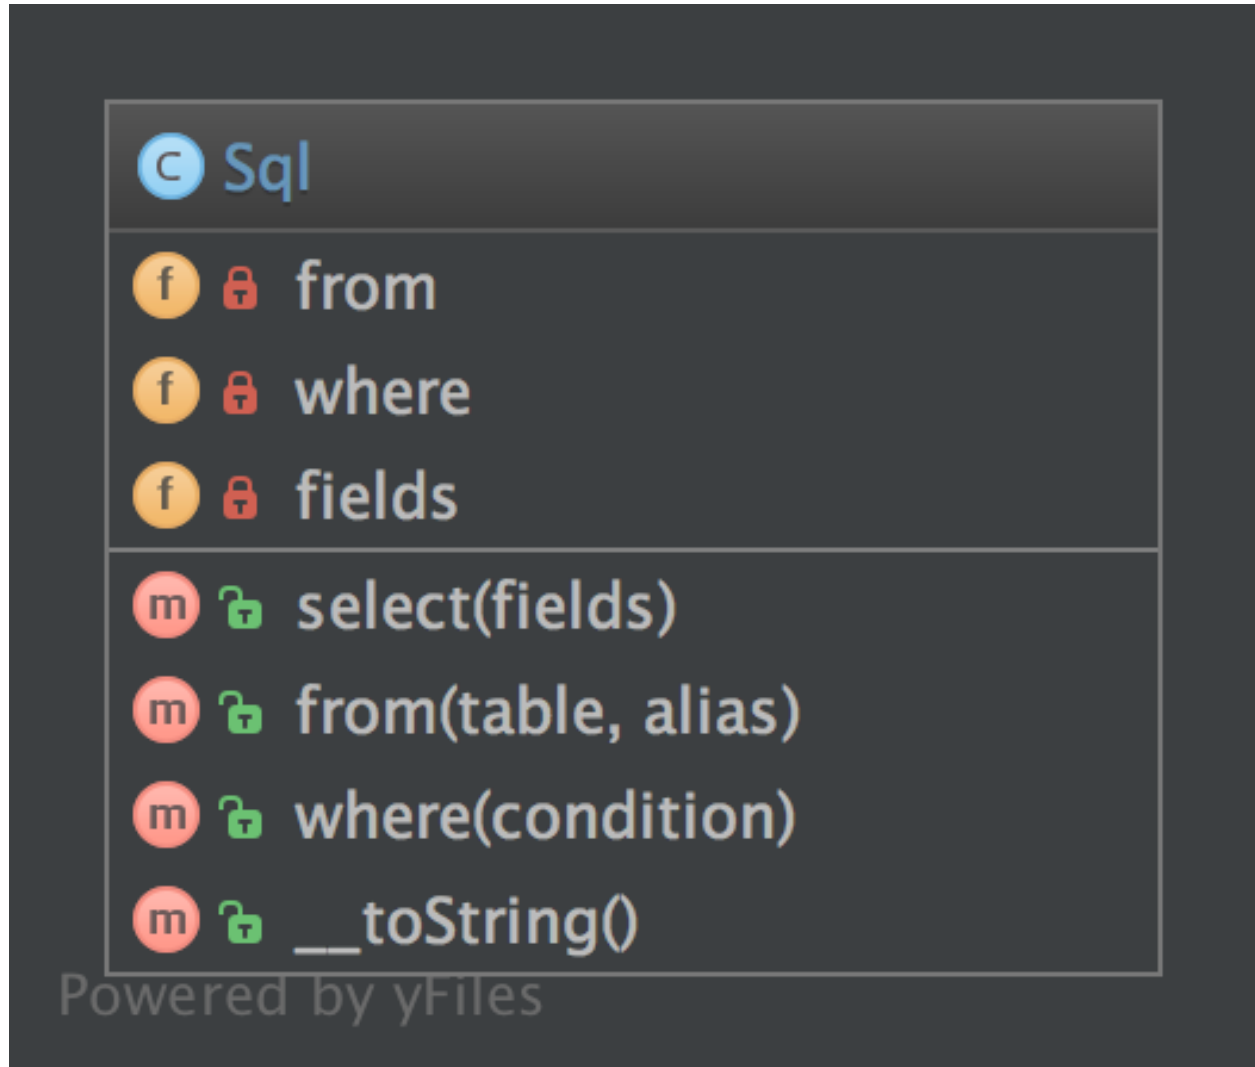 C Sql
f from
f where
f fields
m select(fields)
m from(table, alias)
m where(condition)
m __toString()
Powered by yFiles